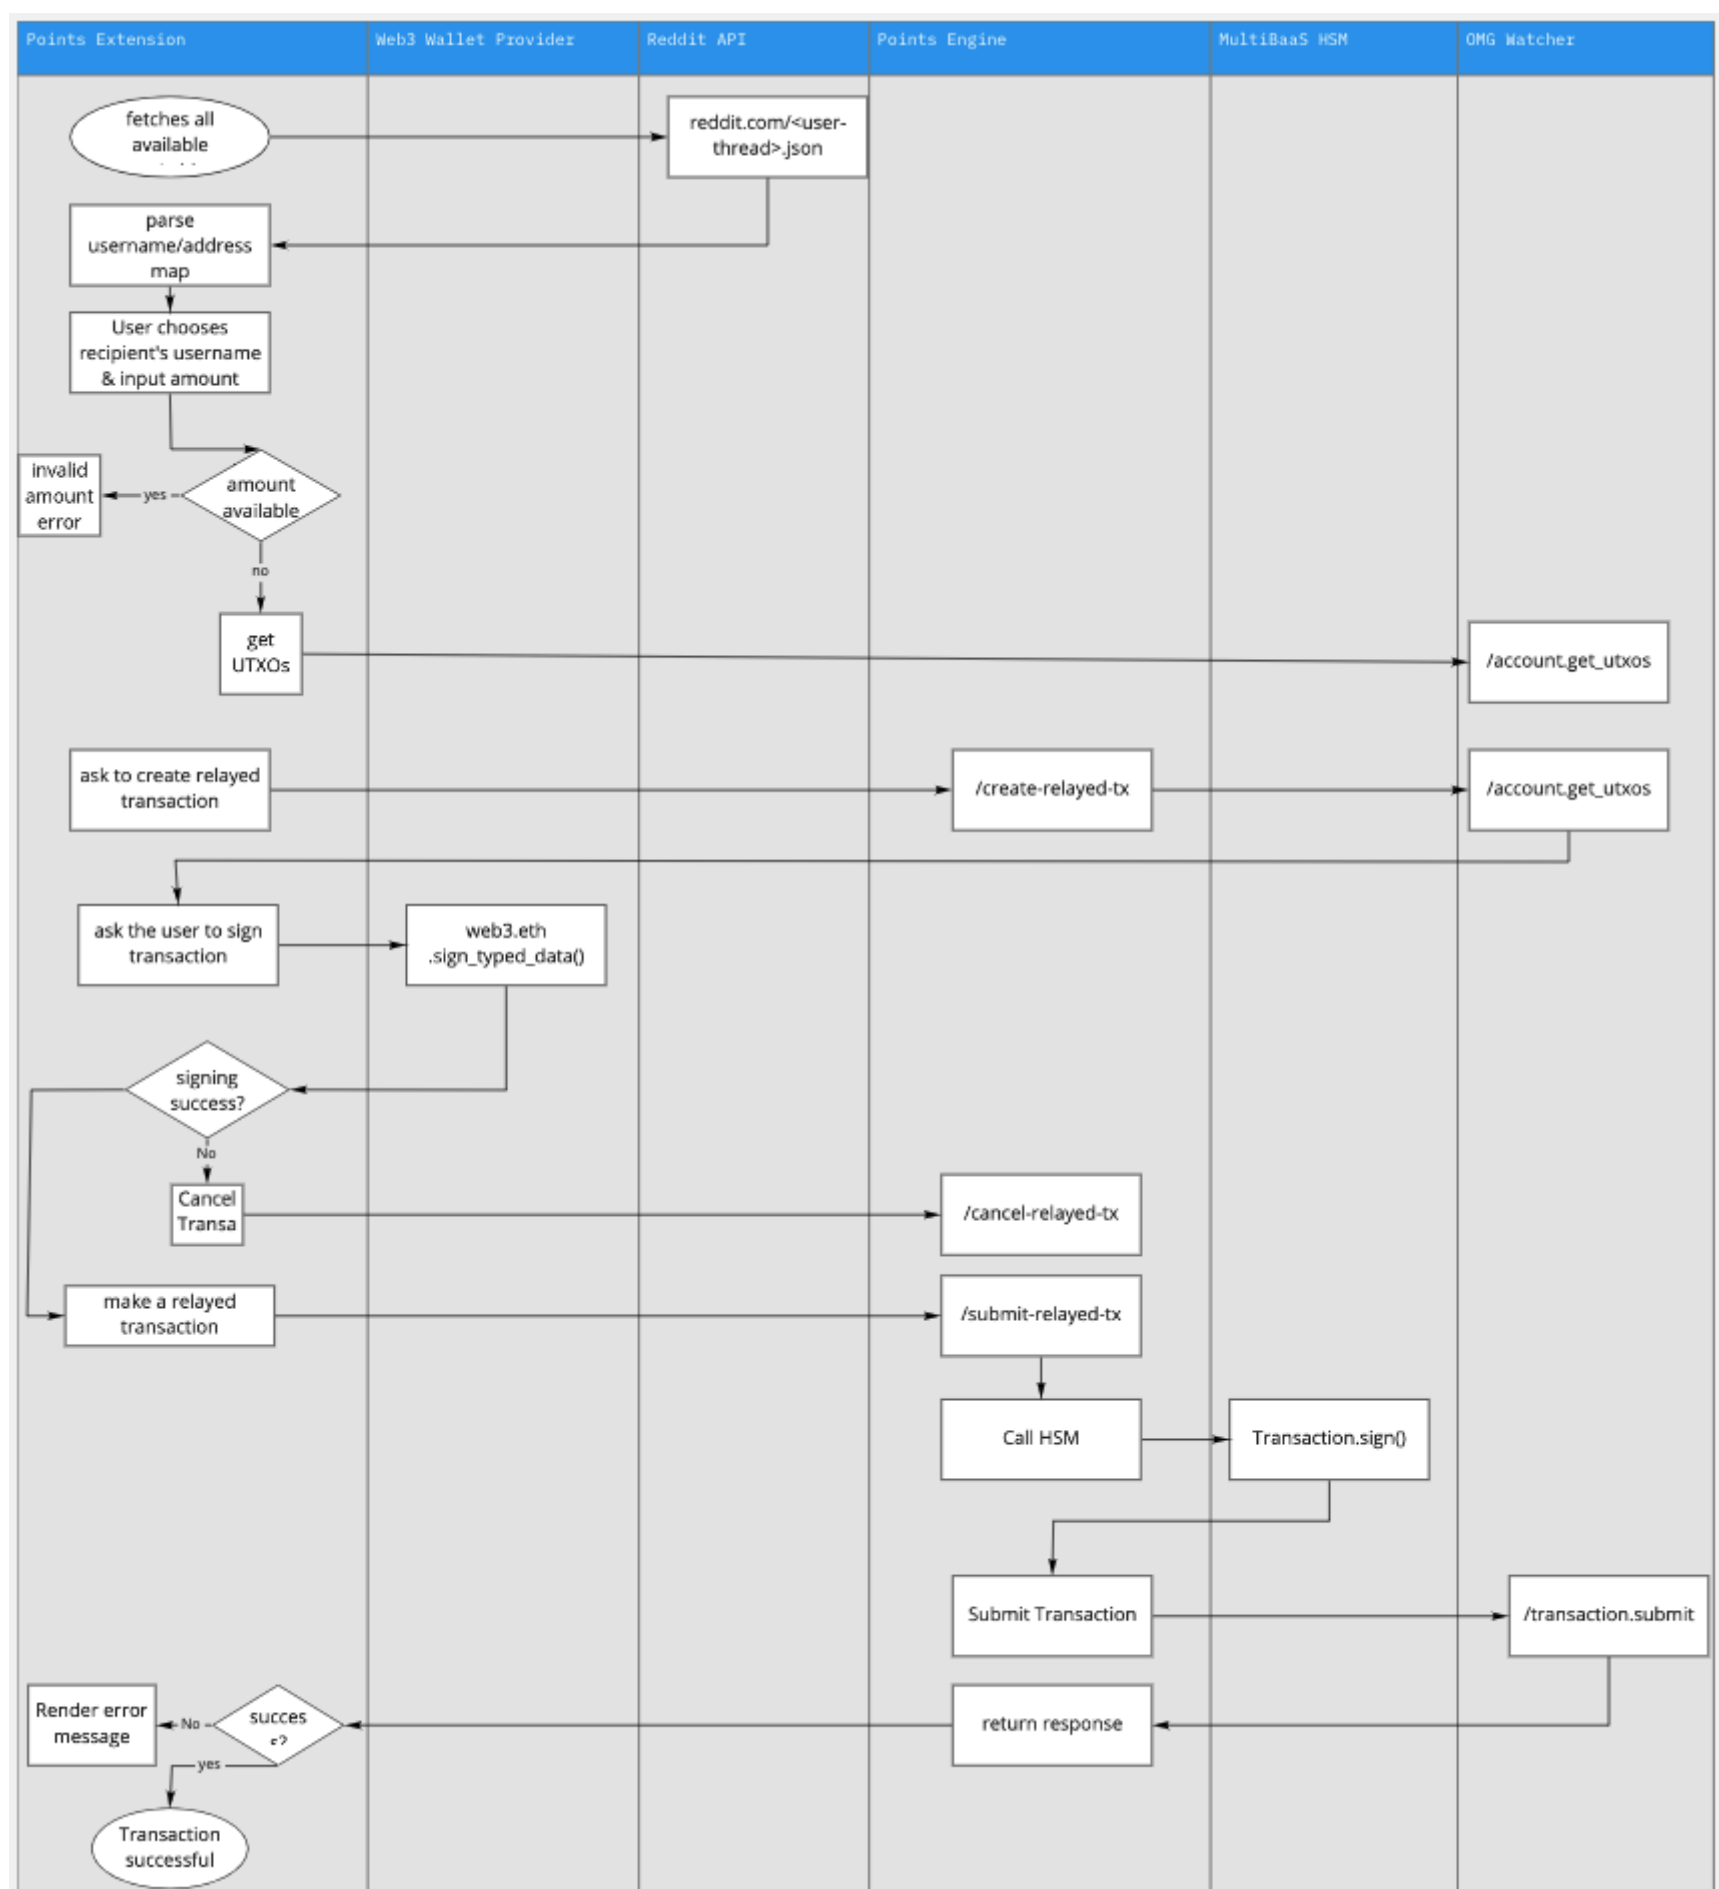 Points Extension
Web3 Wallet Provider
Reddit API
Points Engine
MultiBaaS HSM
OMG Watcher
fetches all
available
reddit.com/<user-
thread>.json
parse
username/address
map
User chooses
recipient's username
& input amount
invalid
amount
error
yes
amount
available
no
get
UTXOs
/account.get_utxos
ask to create relayed
transaction
/create-relayed-tx
/account.get_utxos
ask the user to sign
transaction
web3.eth
.sign_typed_data()
signing
success?
No
Cancel
Transa
/cancel-relayed-tx
make a relayed
transaction
/submit-relayed-tx
Call HSM
Transaction.sign()
Submit Transaction
/transaction.submit
Render error
message
No
succes
s?
return response
yes
Transaction
successful